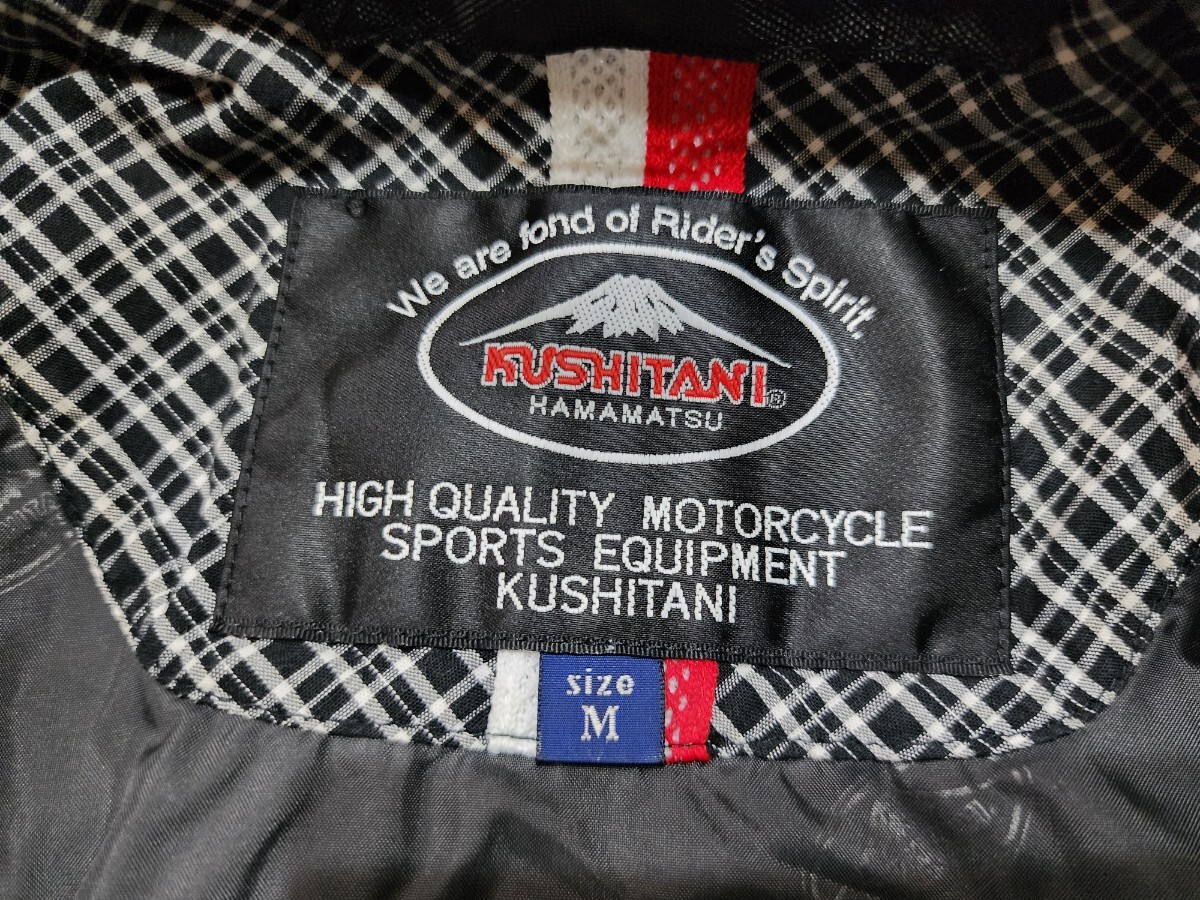 We are fond of Rider's Spirit.
KUSHITANI®
HAMAMATSU
HIGH QUALITY MOTORCYCLE
SPORTS EQUIPMENT
KUSHITANI
size
M